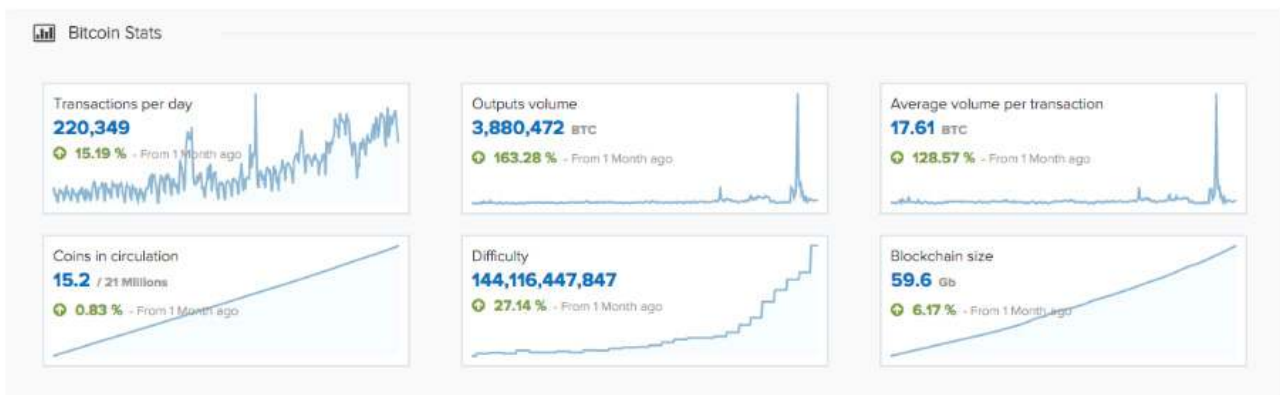 Bitcoin Stats
Transactions per day
220,349
15.19 % - From 1 Month ago
Outputs volume
3,880,472 BTC
163.28 % - From 1 Month ago
Average volume per transaction
17.61 BTC
128.57 % - From 1 Month ago
Coins in circulation
15.2 / 21 Millions
0.83 % - From 1 Month ago
Difficulty
144,116,447,847
27.14 % - From 1 Month ago
Blockchain size
59.6 Gb
6.17 % - From 1 Month ago